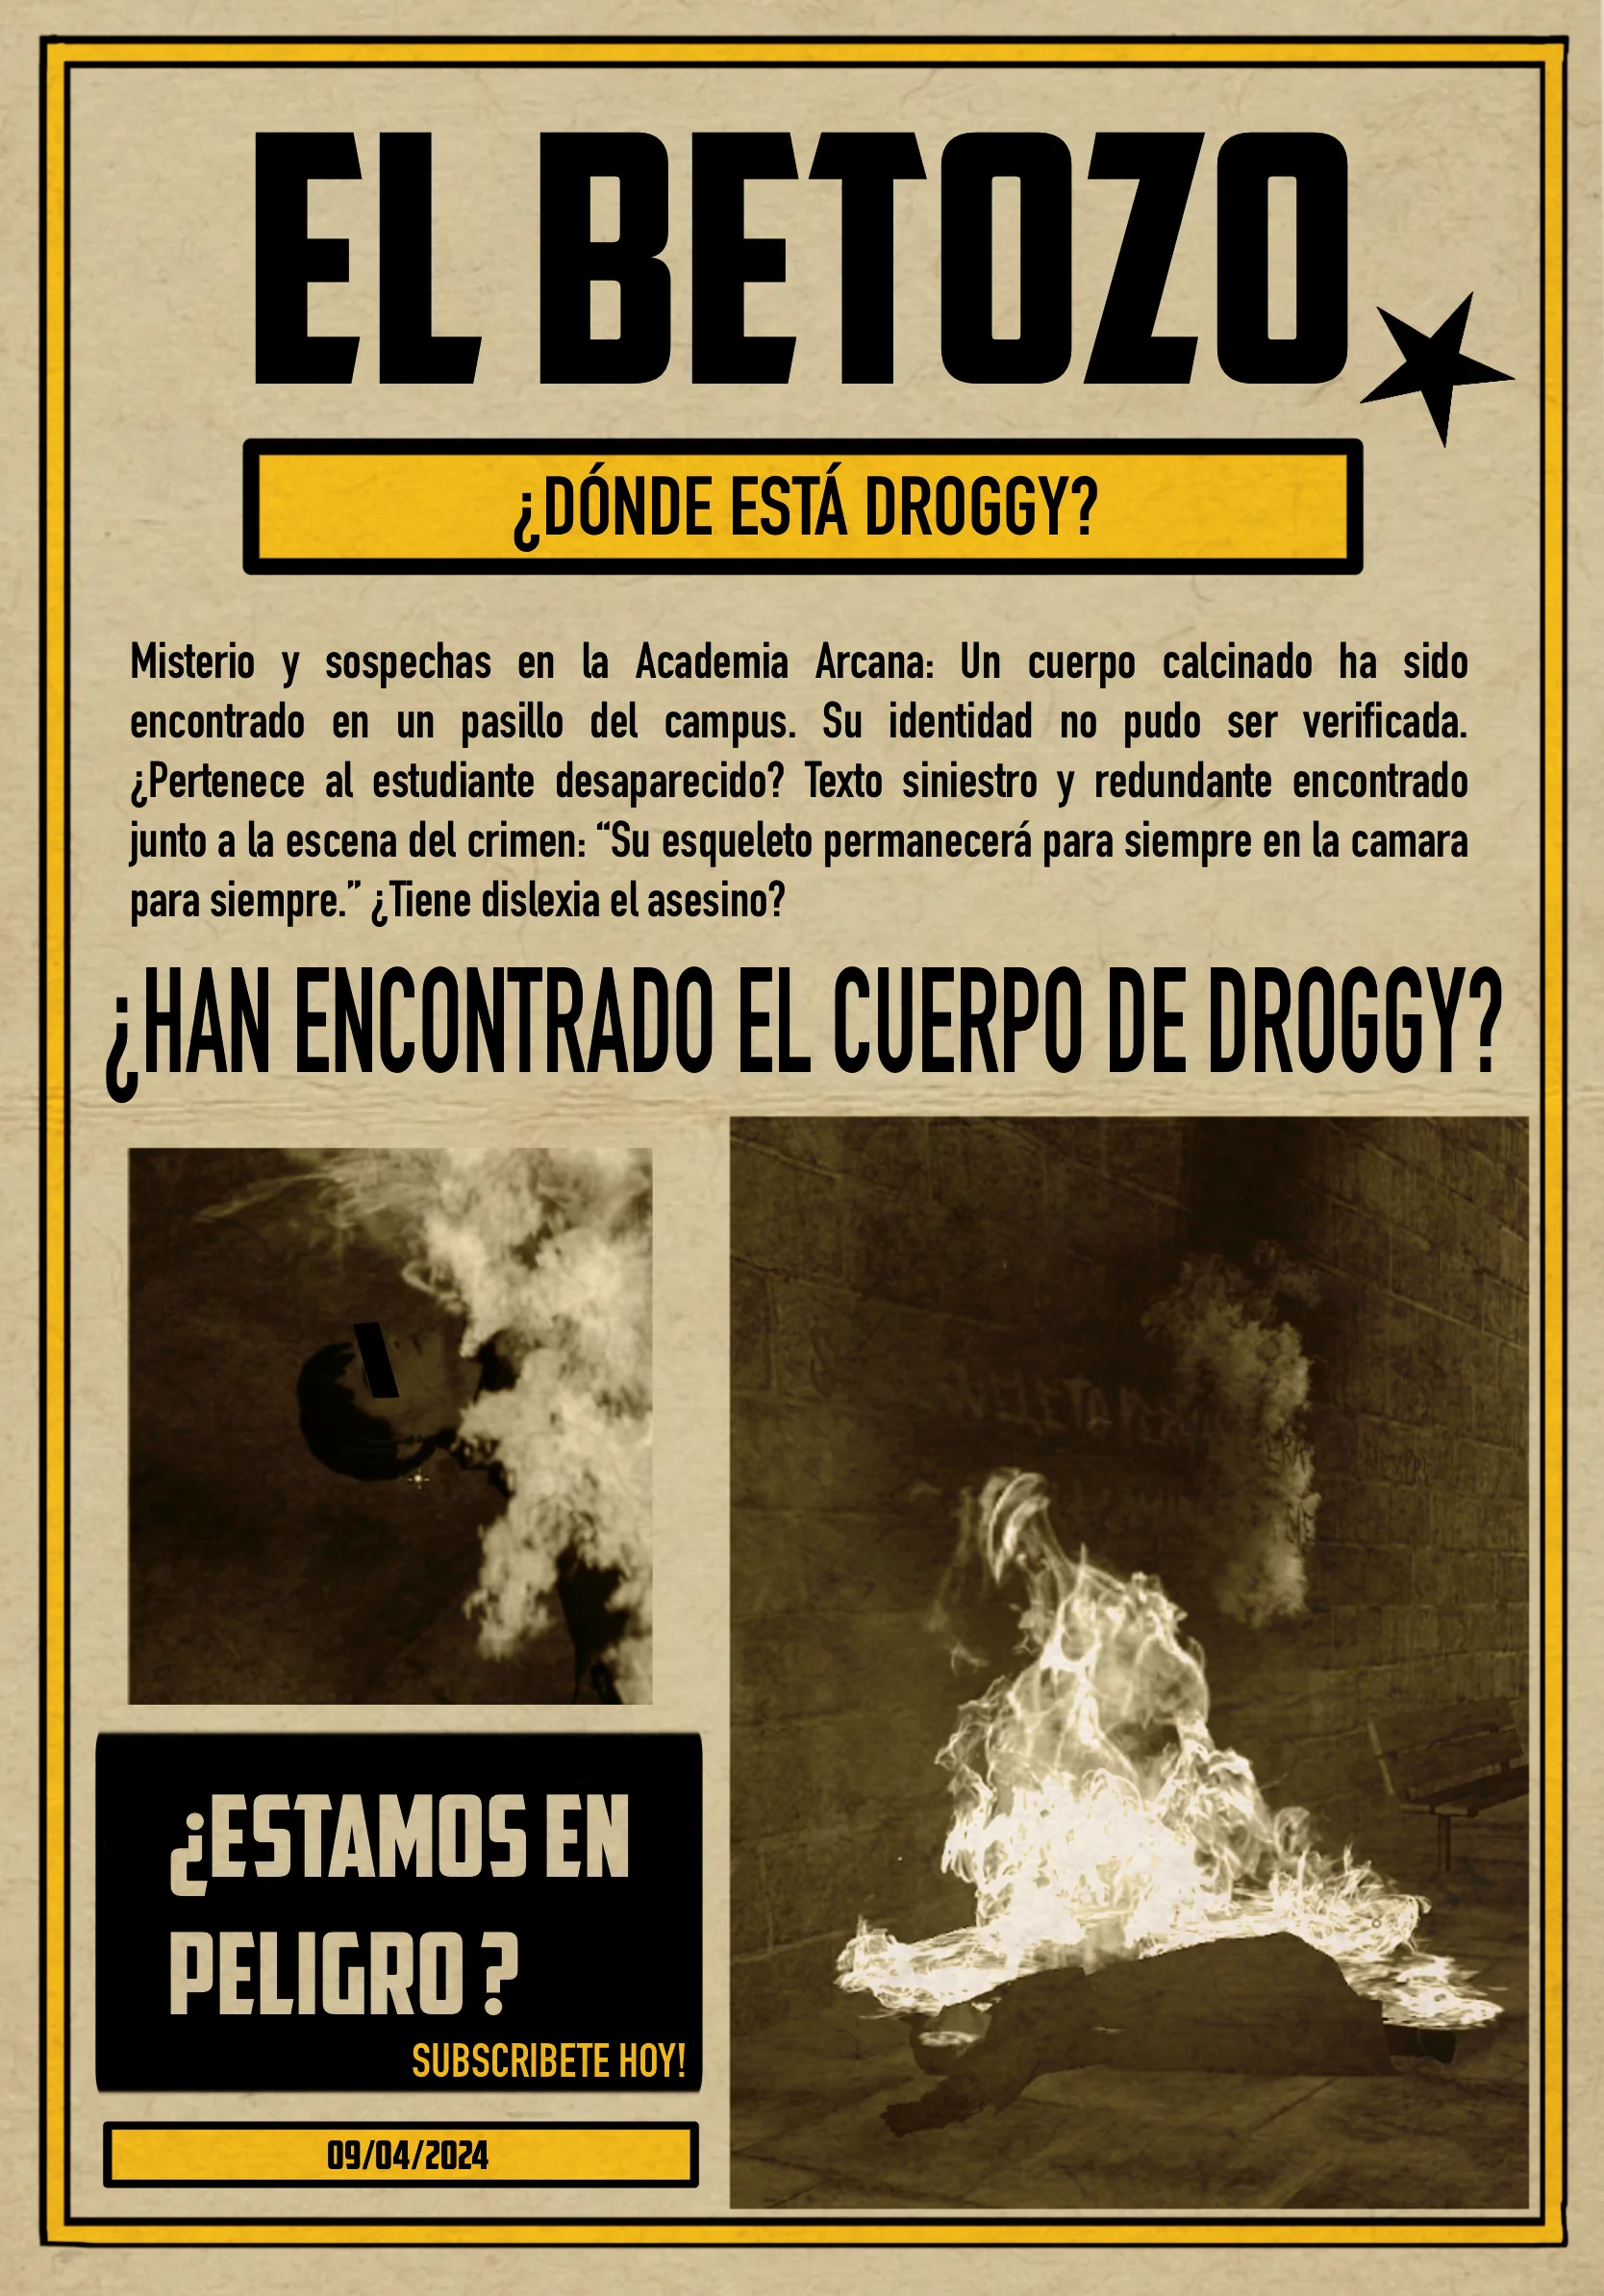 EL BETOZO
¿DÓNDE ESTÁ DROGGY?
Misterio y sospechas en la Academia Arcana: Un cuerpo calcinado ha sido
encontrado en un pasillo del campus. Su identidad no pudo ser verificada.
¿Pertenece al estudiante desaparecido? Texto siniestro y redundante encontrado
junto a la escena del crimen: “Su esqueleto permanecerá para siempre en la camara
para siempre.” ¿Tiene dislexia el asesino?
¿HAN ENCONTRADO EL CUERPO DE DROGGY?
¿ESTAMOS EN
PELIGRO ?
SUBSCRIBETE HOY!
09/04/2024